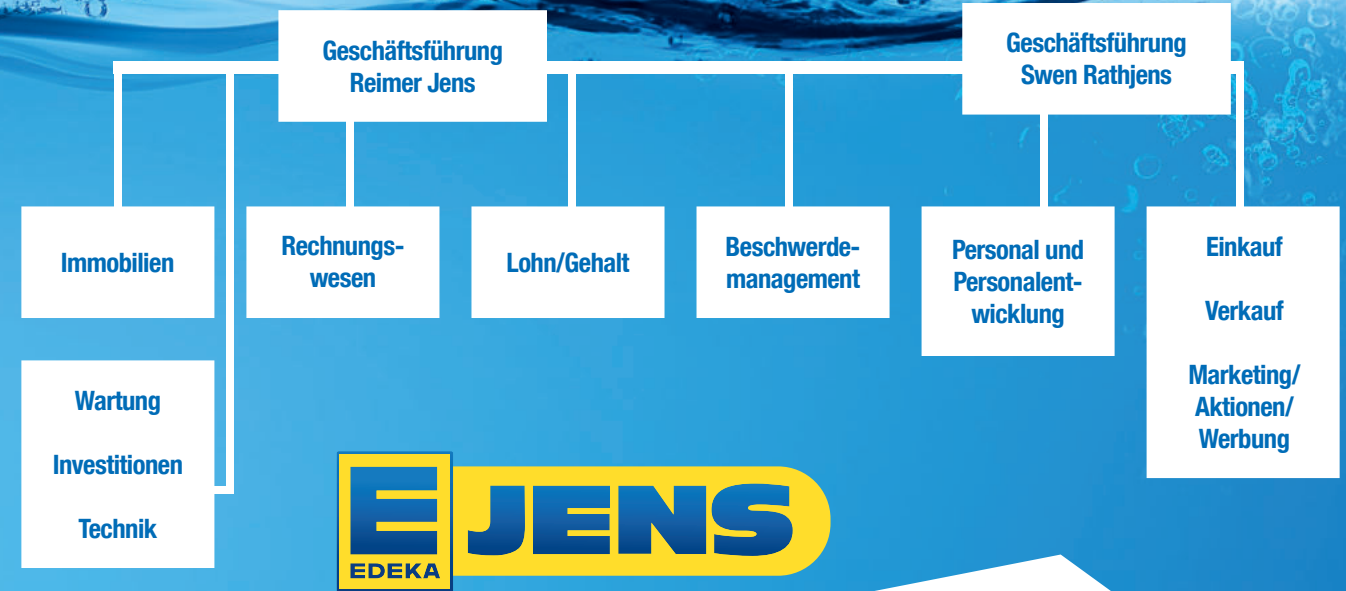 Geschäftsführung
Reimer Jens
Geschäftsführung
Swen Rathjens
Immobilien
Rechnungs-
wesen
Lohn/Gehalt
Beschwerde-
management
Personal und
Personalent-
wicklung
Einkauf
Verkauf
Marketing/
Aktionen/
Werbung
Wartung
Investitionen
Technik
E JENS
EDEKA